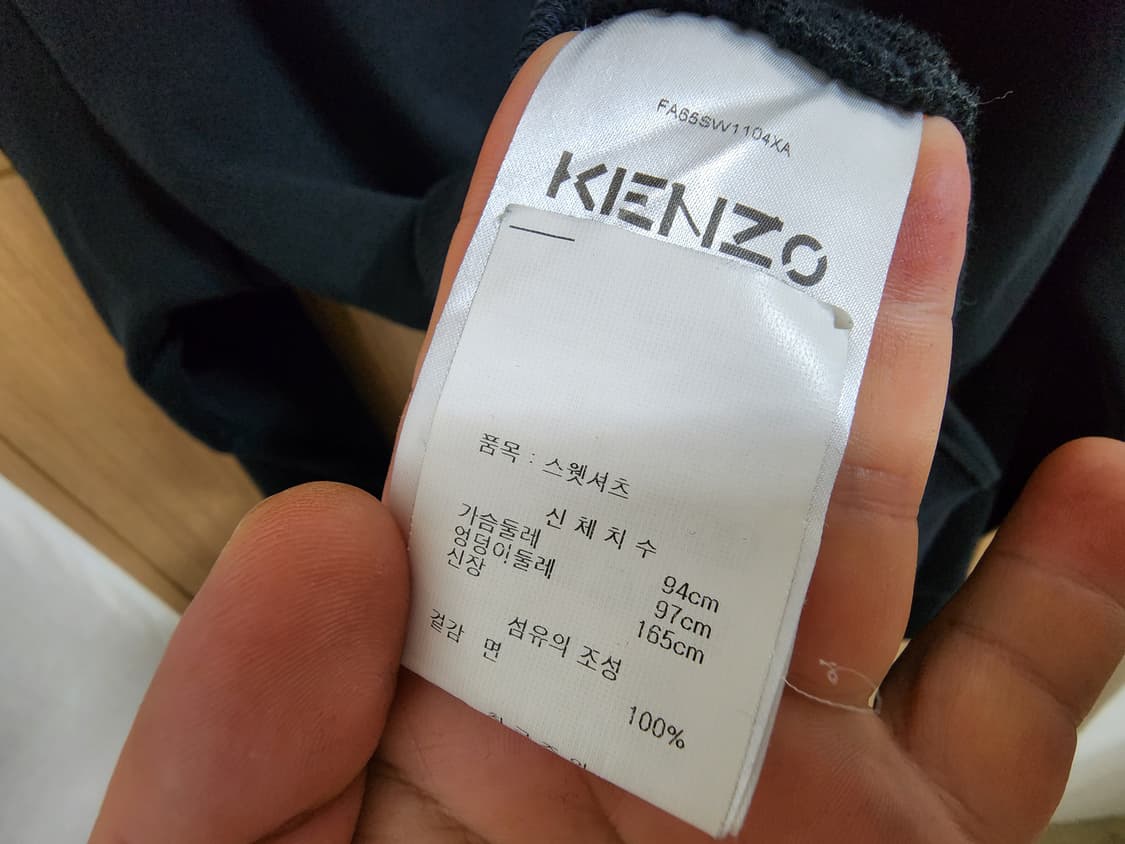 FA65SW1104XA
KENZO
품목 : 스웻셔츠
신 체 치 수
가슴둘레 94cm
엉덩이둘레 97cm
신장 165cm
섬유의 조성
겉감 면 100%